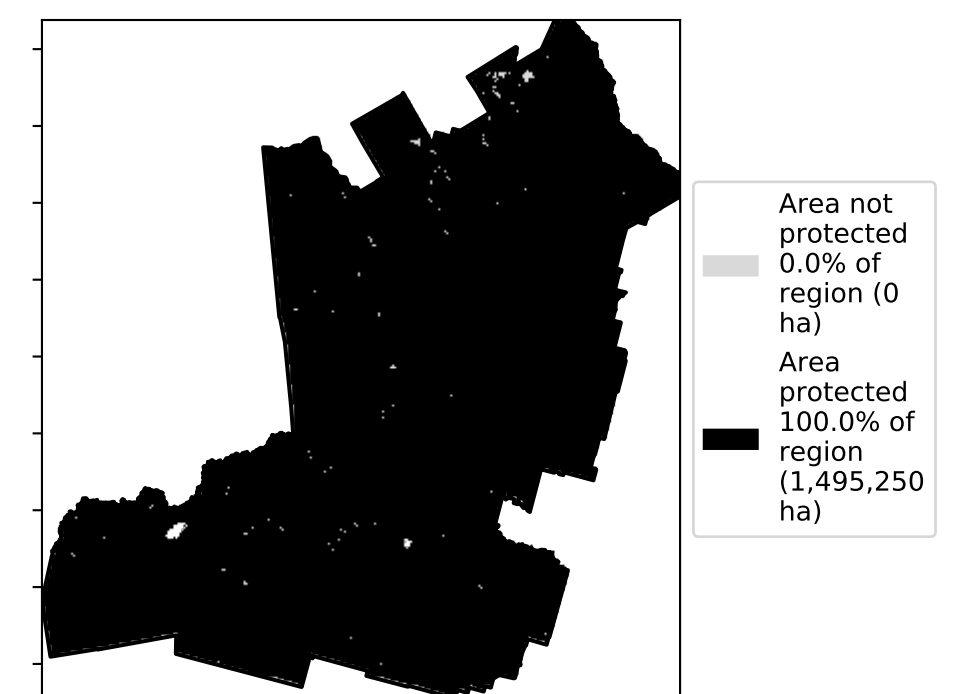 Area not
protected
0.0% of
region (0
ha)
Area
protected
100.0% of
region
(1,495,250
ha)